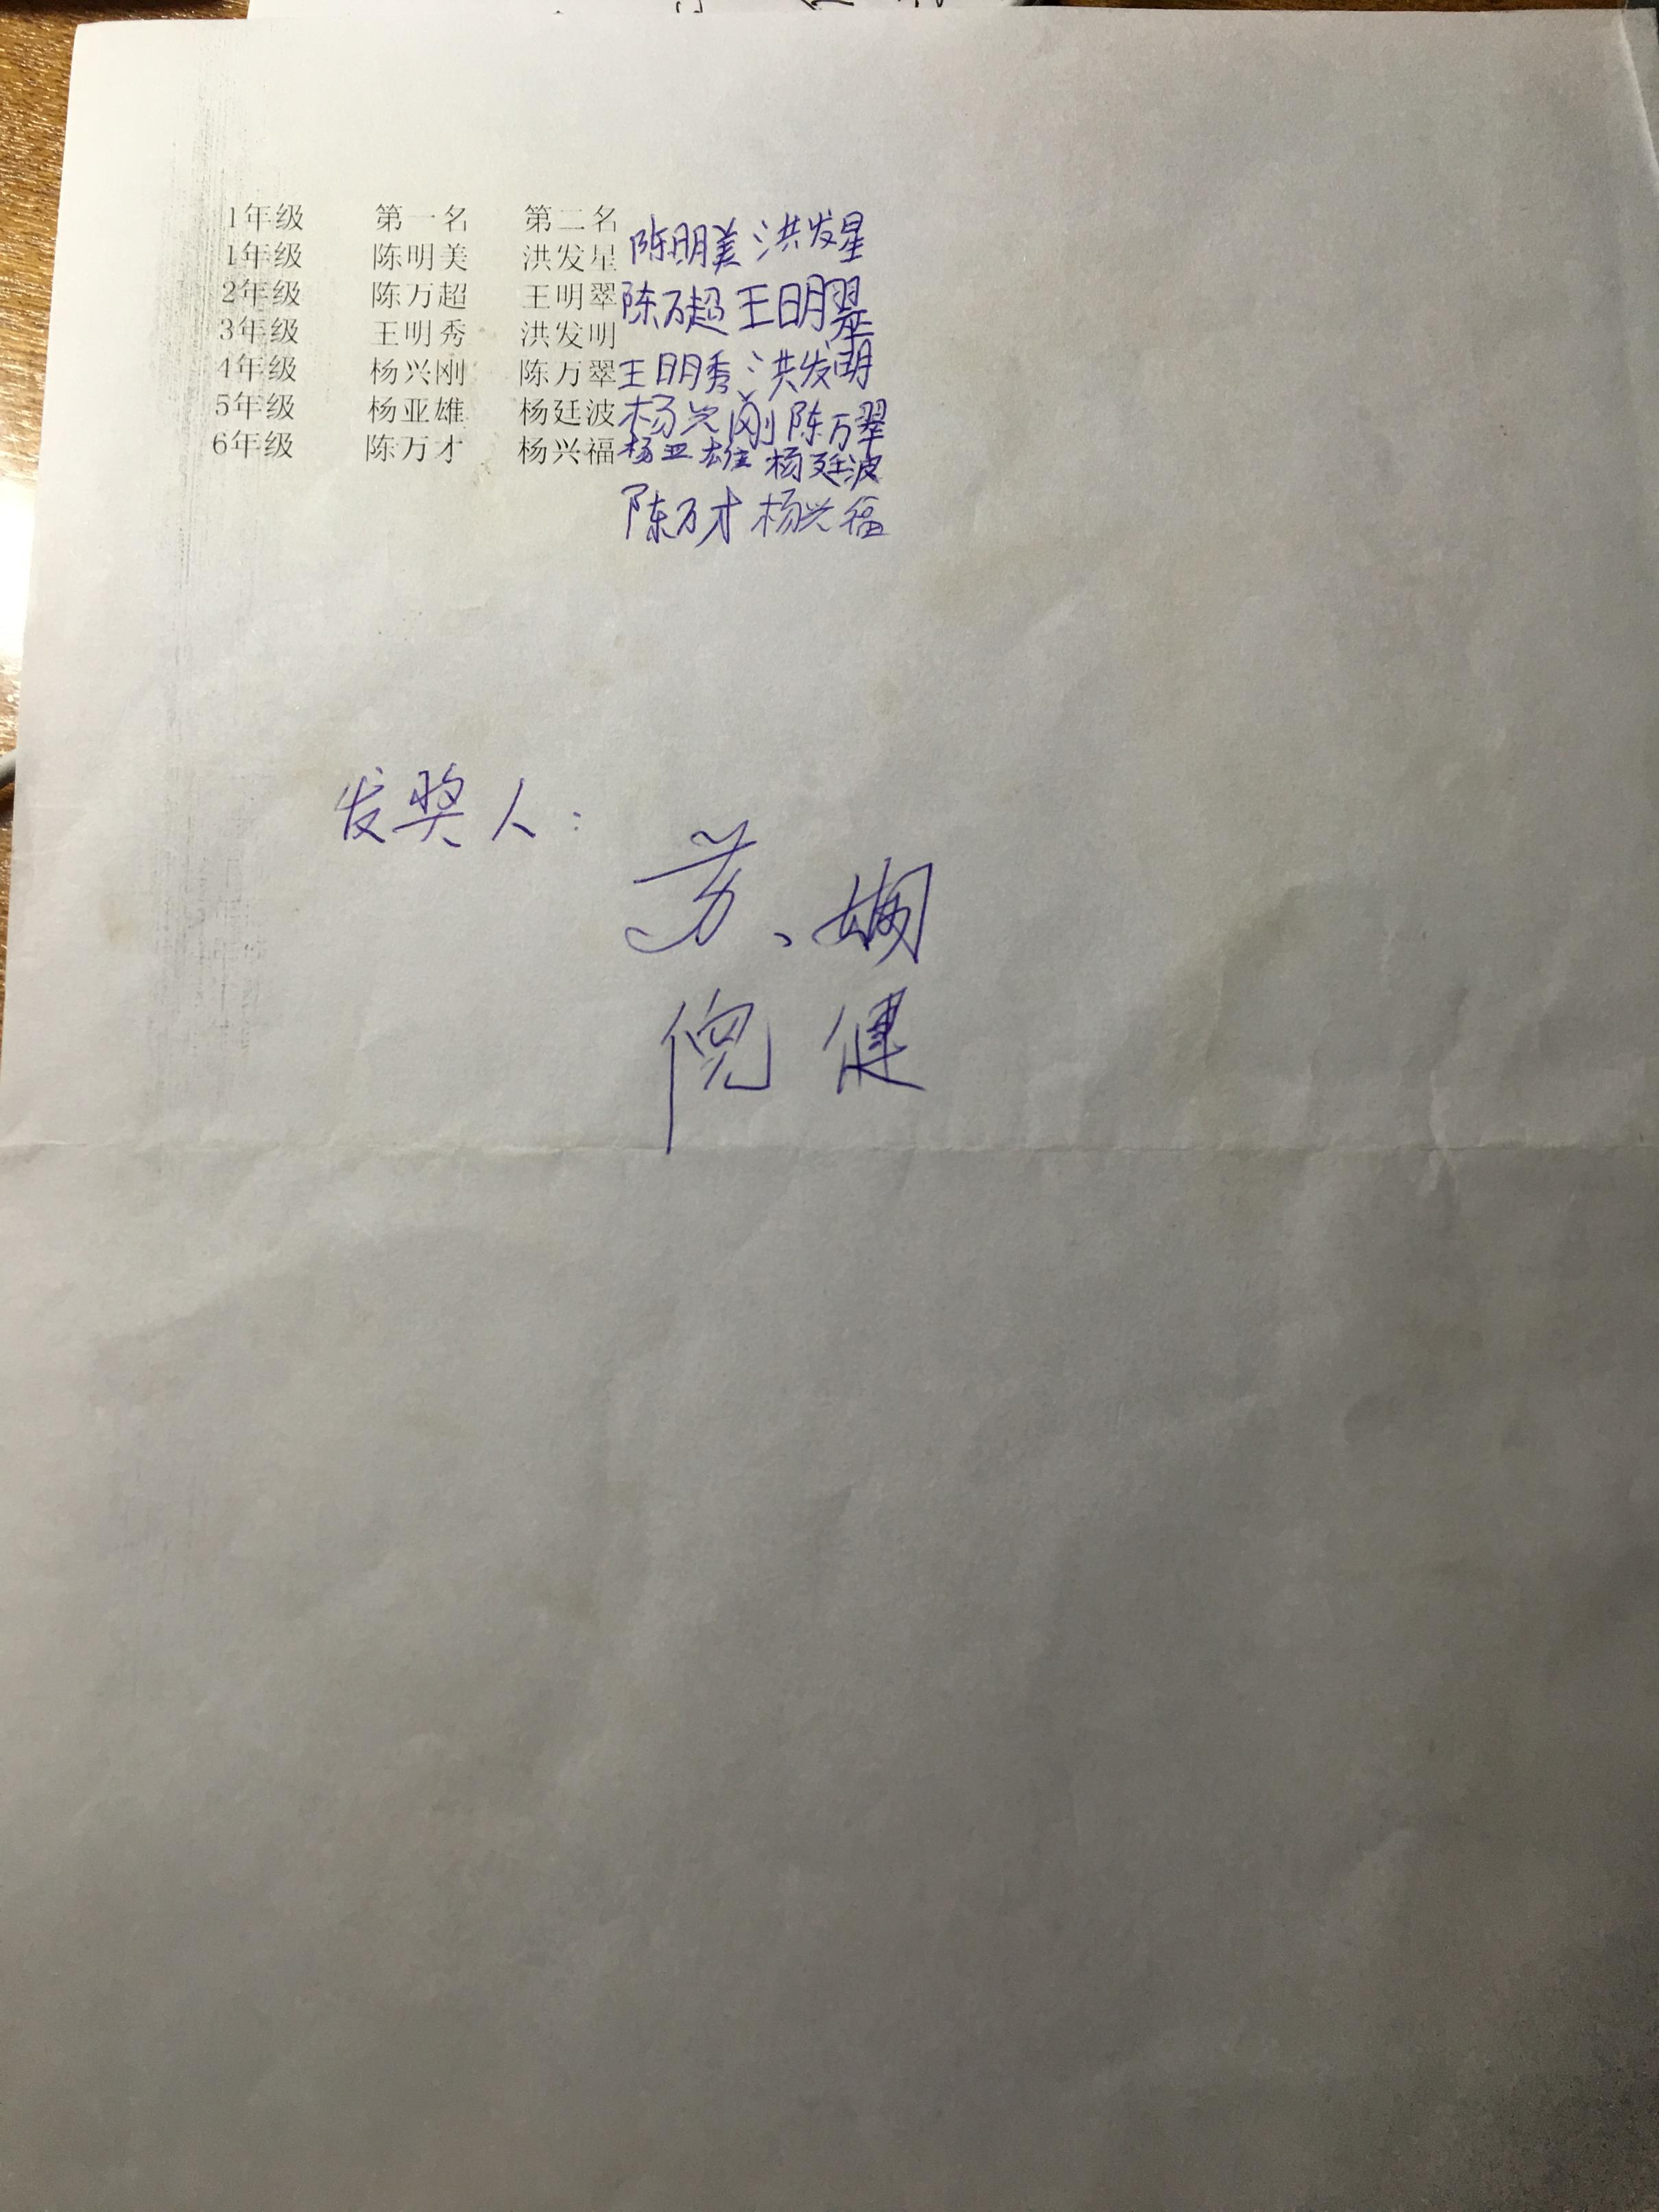 1年级 第一名 第二名
1年级 陈明美 洪发星 陈明美 洪发星
2年级 陈万超 王明翠 陈万超 王明翠
3年级 王明秀 洪发明 王明秀 洪发明
4年级 杨兴刚 陈万翠 杨兴刚 陈万翠
5年级 杨亚雄 杨廷波 杨亚雄 杨廷波
6年级 陈万才 杨兴福 陈万才 杨兴福
发奖人：
苏、娴
倪 健